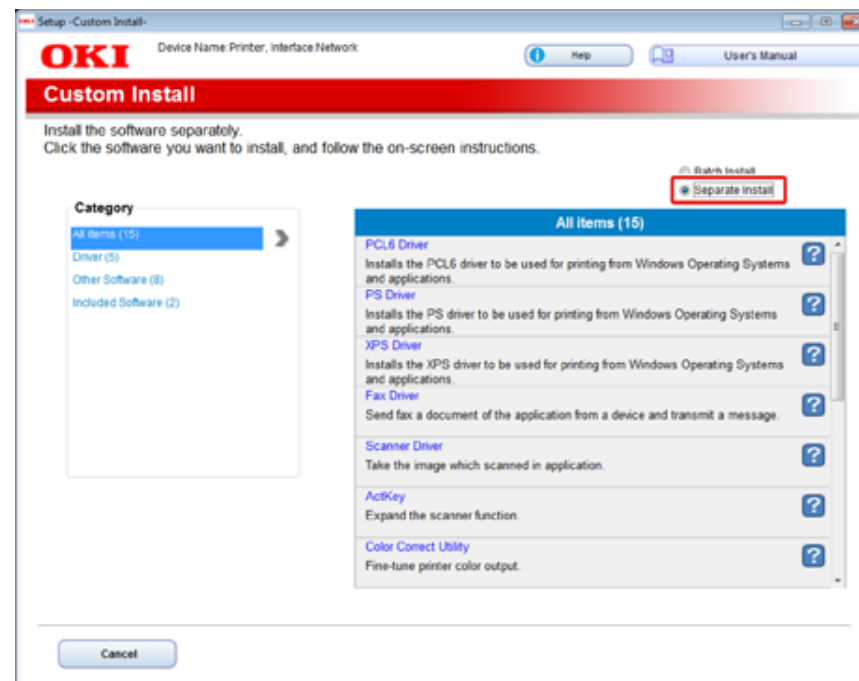 OKI Setup -Custom Install-
OKI
Device Name:Printer, Interface:Network
Help
User's Manual
Custom Install
Install the software separately.
Click the software you want to install, and follow the on-screen instructions.
Batch Install
Separate Install
Category
All items (15)
Driver (5)
Other Software (8)
Included Software (2)
All items (15)
PCL6 Driver
Installs the PCL6 driver to be used for printing from Windows Operating Systems
and applications.
PS Driver
Installs the PS driver to be used for printing from Windows Operating Systems
and applications.
XPS Driver
Installs the XPS driver to be used for printing from Windows Operating Systems
and applications.
Fax Driver
Send fax a document of the application from a device and transmit a message.
Scanner Driver
Take the image which scanned in application.
ActKey
Expand the scanner function.
Color Correct Utility
Fine-tune printer color output.
Cancel